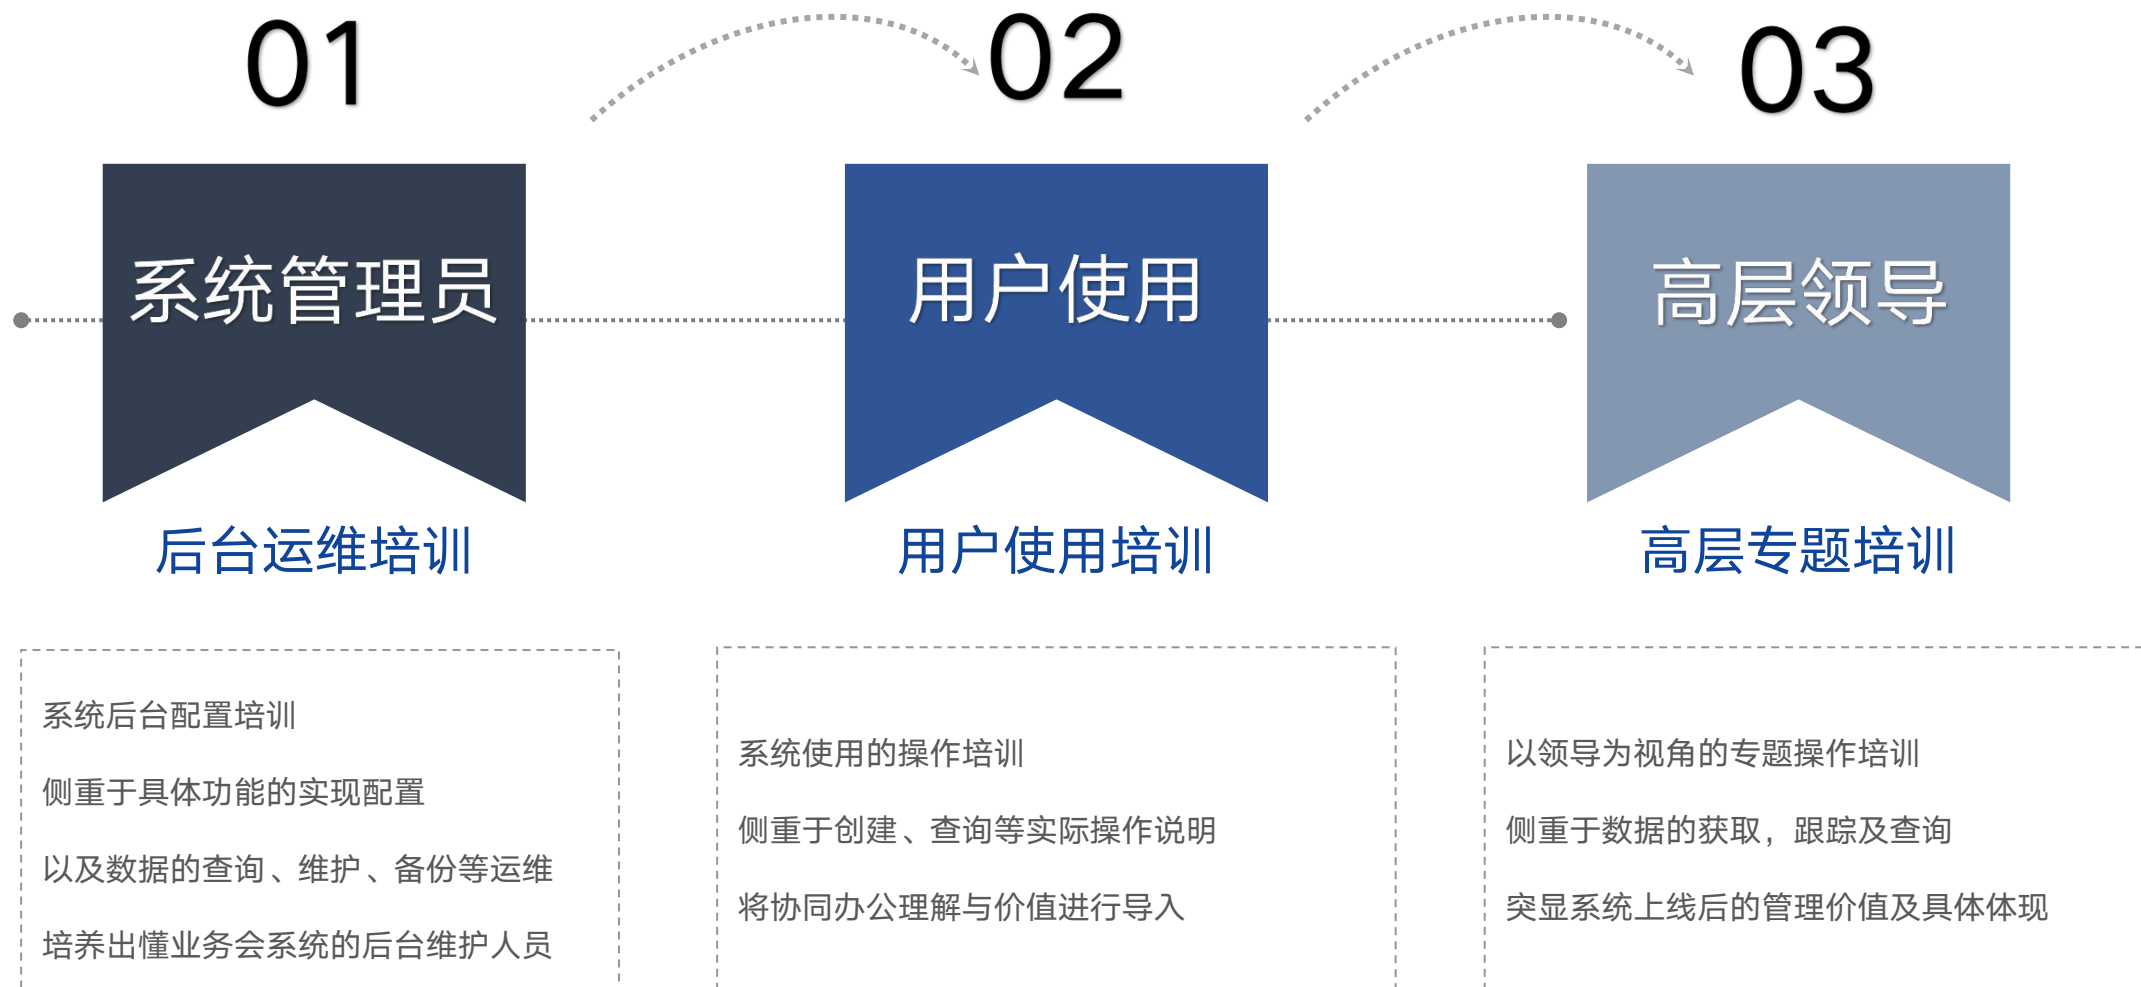 01
系统管理员
后台运维培训
系统后台配置培训
侧重于具体功能的实现配置
以及数据的查询、维护、备份等运维
培养出懂业务会系统的后台维护人员
02
用户使用
用户使用培训
系统使用的操作培训
侧重于创建、查询等实际操作说明
将协同办公理解与价值进行导入
03
高层领导
高层专题培训
以领导为视角的专题操作培训
侧重于数据的获取，跟踪及查询
突显系统上线后的管理价值及具体体现